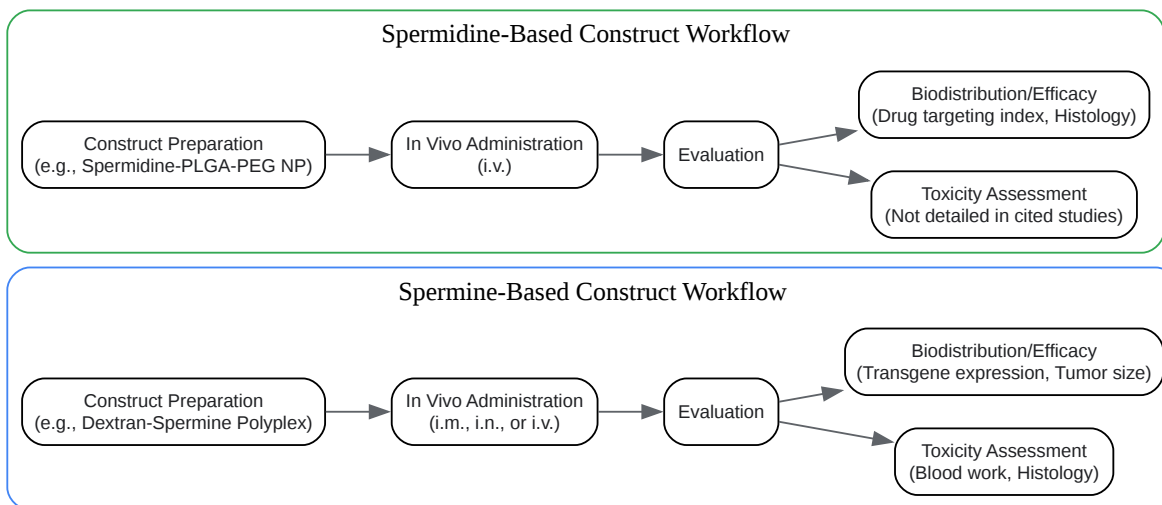 Spermidine-Based Construct Workflow
Construct Preparation
(e.g., Spermidine-PLGA-PEG NP)
In Vivo Administration
(i.v.)
Evaluation
Biodistribution/Efficacy
(Drug targeting index, Histology)
Toxicity Assessment
(Not detailed in cited studies)
Spermine-Based Construct Workflow
Construct Preparation
(e.g., Dextran-Spermine Polyplex)
In Vivo Administration
(i.m., i.n., or i.v.)
Evaluation
Biodistribution/Efficacy
(Transgene expression, Tumor size)
Toxicity Assessment
(Blood work, Histology)